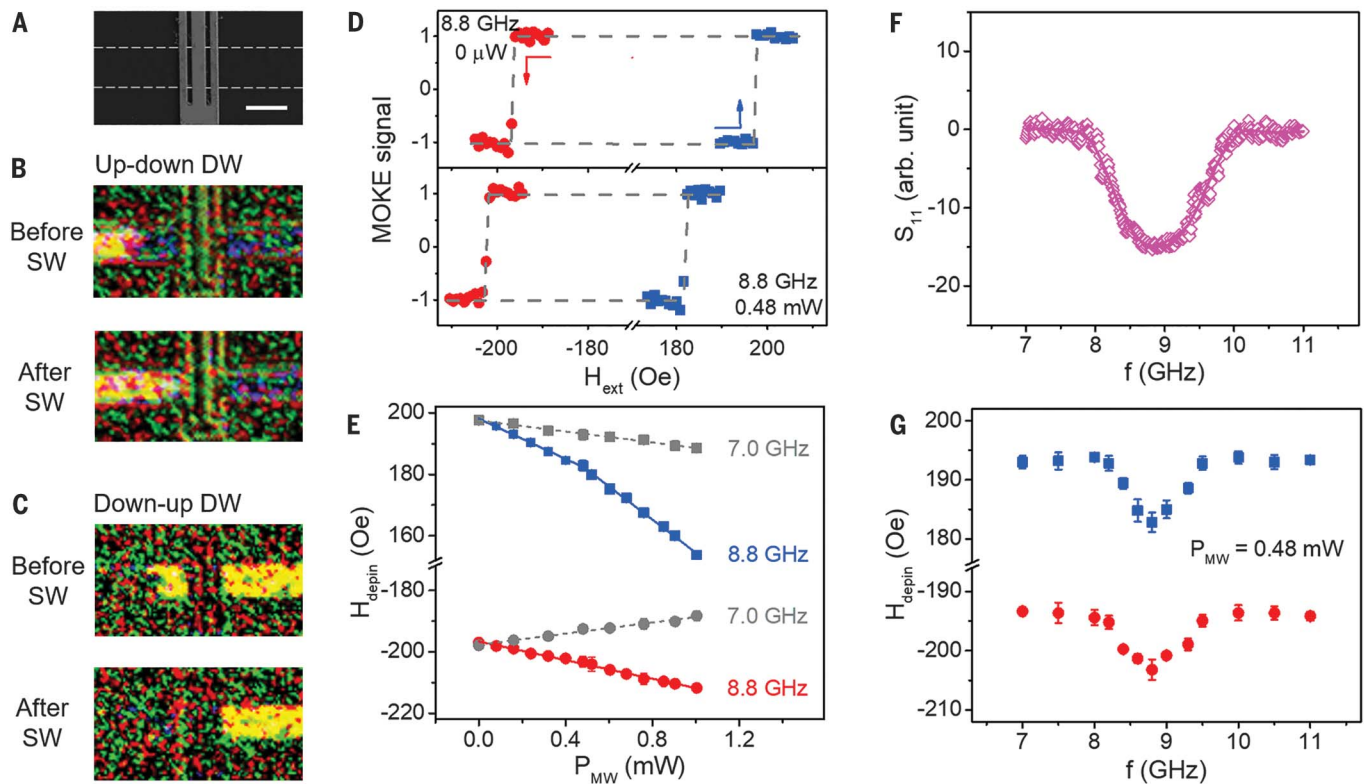 A
B
Up-down DW
Before
SW
After
SW
C
Down-up DW
Before
SW
After
SW
D
8.8 GHz
0 μW
MOKE signal
1
0
-1
1
0
-1
8.8 GHz
0.48 mW
-200 -180 180 200
H_ext (Oe)
E
H_depin (Oe)
200
180
160
-180
-200
-220
7.0 GHz
8.8 GHz
7.0 GHz
8.8 GHz
0.0 0.4 0.8 1.2
P_MW (mW)
F
S_11 (arb. unit)
10
0
-10
-20
7 8 9 10 11
f (GHz)
G
H_depin (Oe)
200
190
180
-190
-200
-210
P_MW = 0.48 mW
7 8 9 10 11
f (GHz)